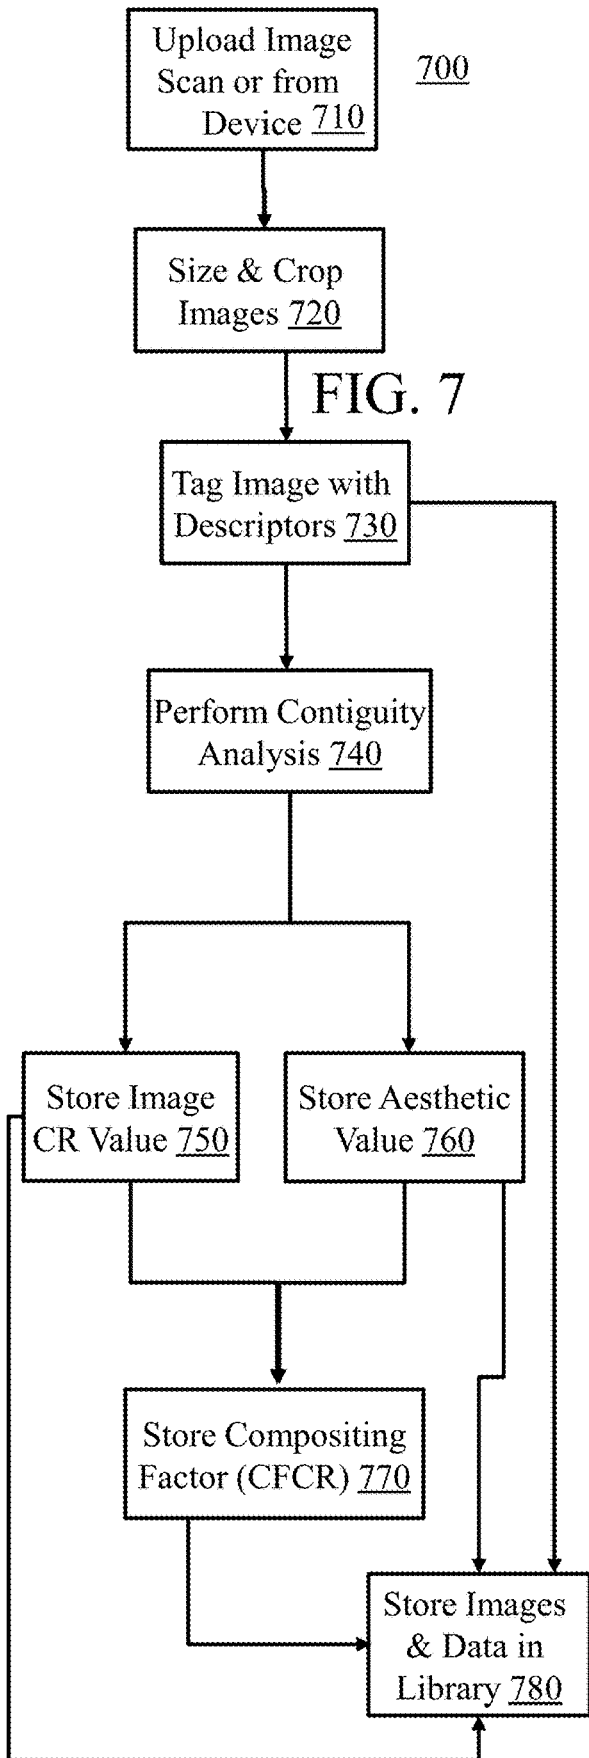 Upload Image
Scan or from
Device 710
700
Size & Crop
Images 720
FIG. 7
Tag Image with
Descriptors 730
Perform Contiguity
Analysis 740
Store Image
CR Value 750
Store Aesthetic
Value 760
Store Compositing
Factor (CFCR) 770
Store Images
& Data in
Library 780